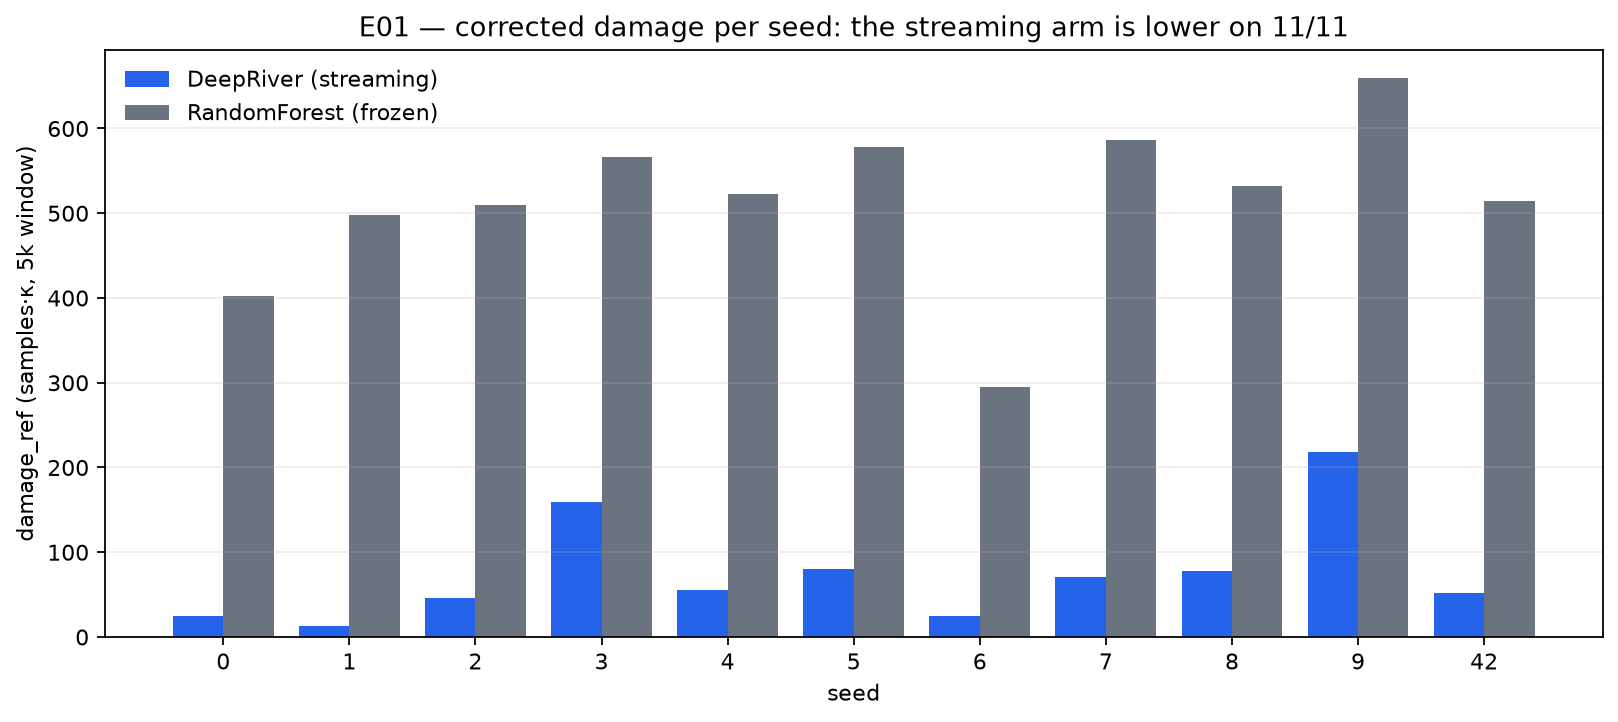 E01 — corrected damage per seed: the streaming arm is lower on 11/11
DeepRiver (streaming)
RandomForest (frozen)
damage_ref (samples·κ, 5k window)
600
500
400
300
200
100
0
0 1 2 3 4 5 6 7 8 9 42
seed